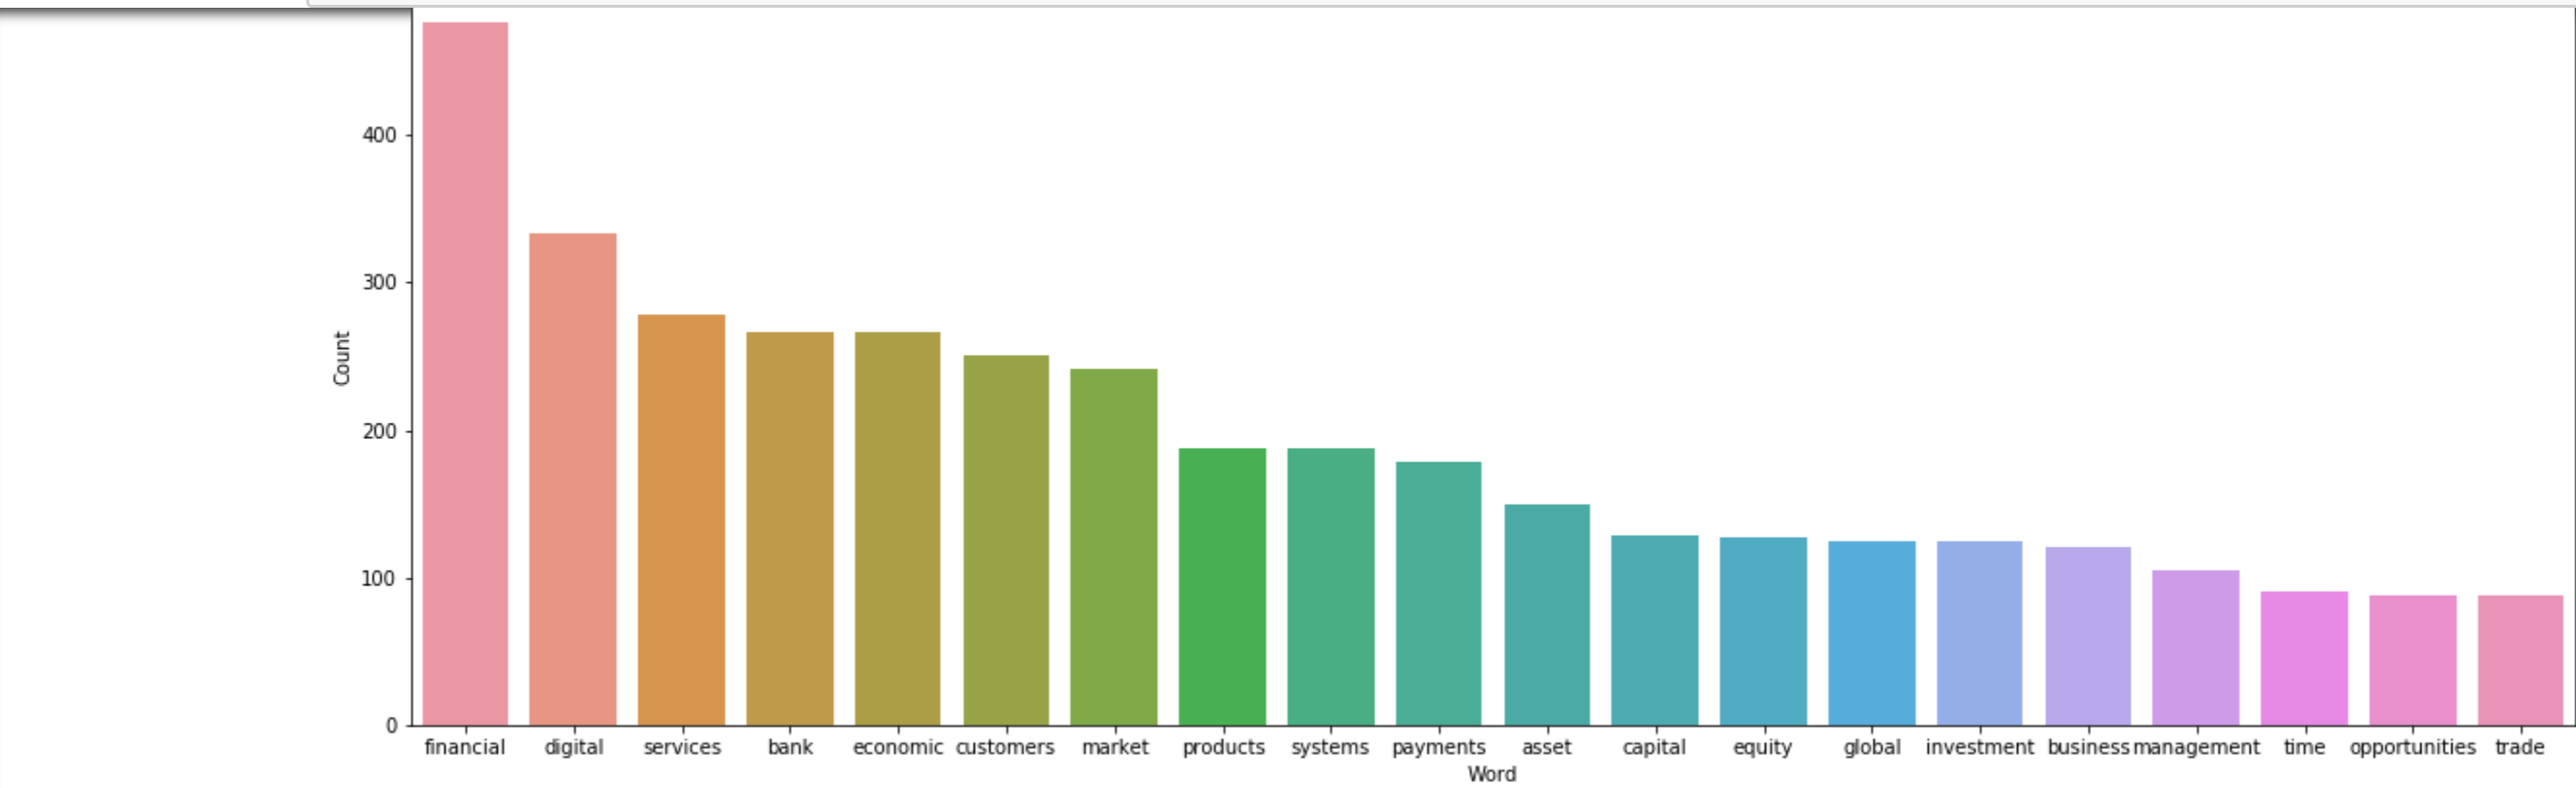 400
300
200
100
0
Count
financial digital services bank economic customers market products systems payments asset capital equity global investment business management time opportunities trade
Word